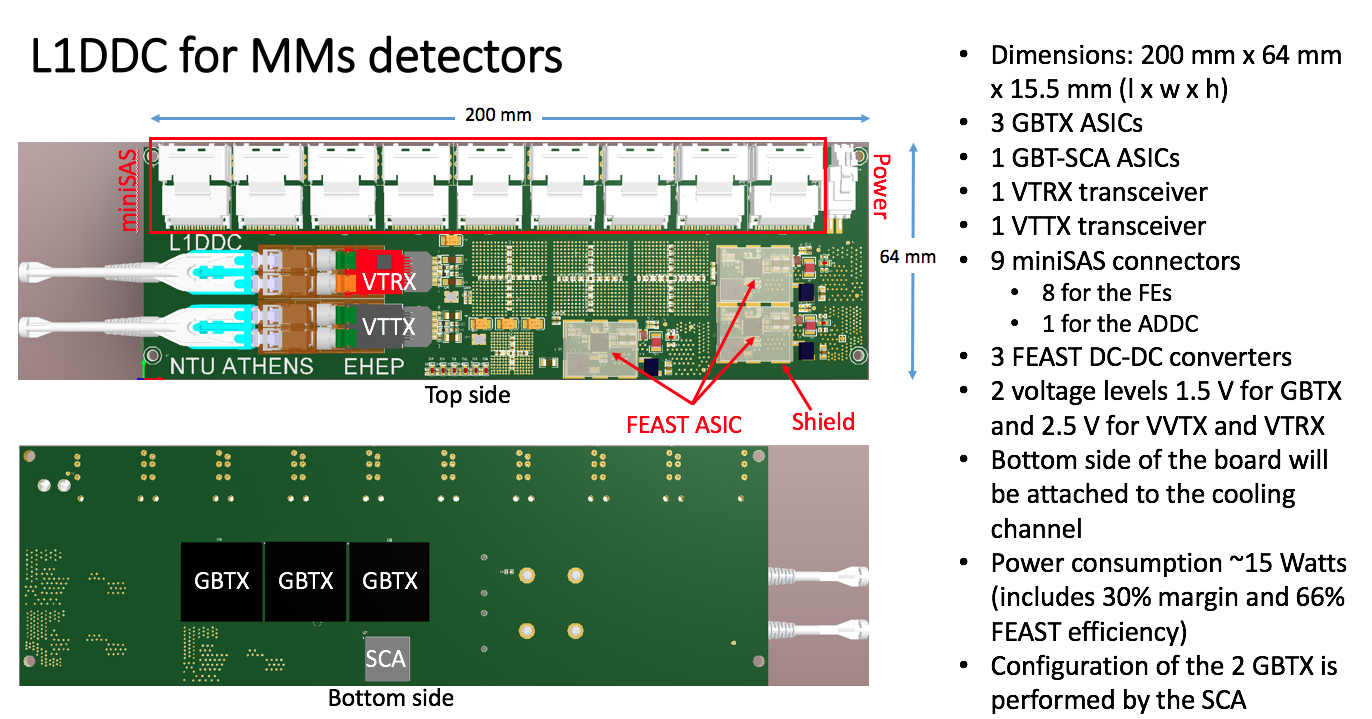 L1DDC for MMs detectors
200 mm
miniSAS
Power
L1DDC
VTRX
VTTX
NTU ATHENS EHEP
64 mm
Top side
FEAST ASIC
Shield
GBTX GBTX GBTX
SCA
Bottom side
• Dimensions: 200 mm x 64 mm
x 15.5 mm (l x w x h)
• 3 GBTX ASICs
• 1 GBT-SCA ASICs
• 1 VTRX transceiver
• 1 VTTX transceiver
• 9 miniSAS connectors
• 8 for the FEs
• 1 for the ADDC
• 3 FEAST DC-DC converters
• 2 voltage levels 1.5 V for GBTX
and 2.5 V for VVTX and VTRX
• Bottom side of the board will
be attached to the cooling
channel
• Power consumption ~15 Watts
(includes 30% margin and 66%
FEAST efficiency)
• Configuration of the 2 GBTX is
performed by the SCA